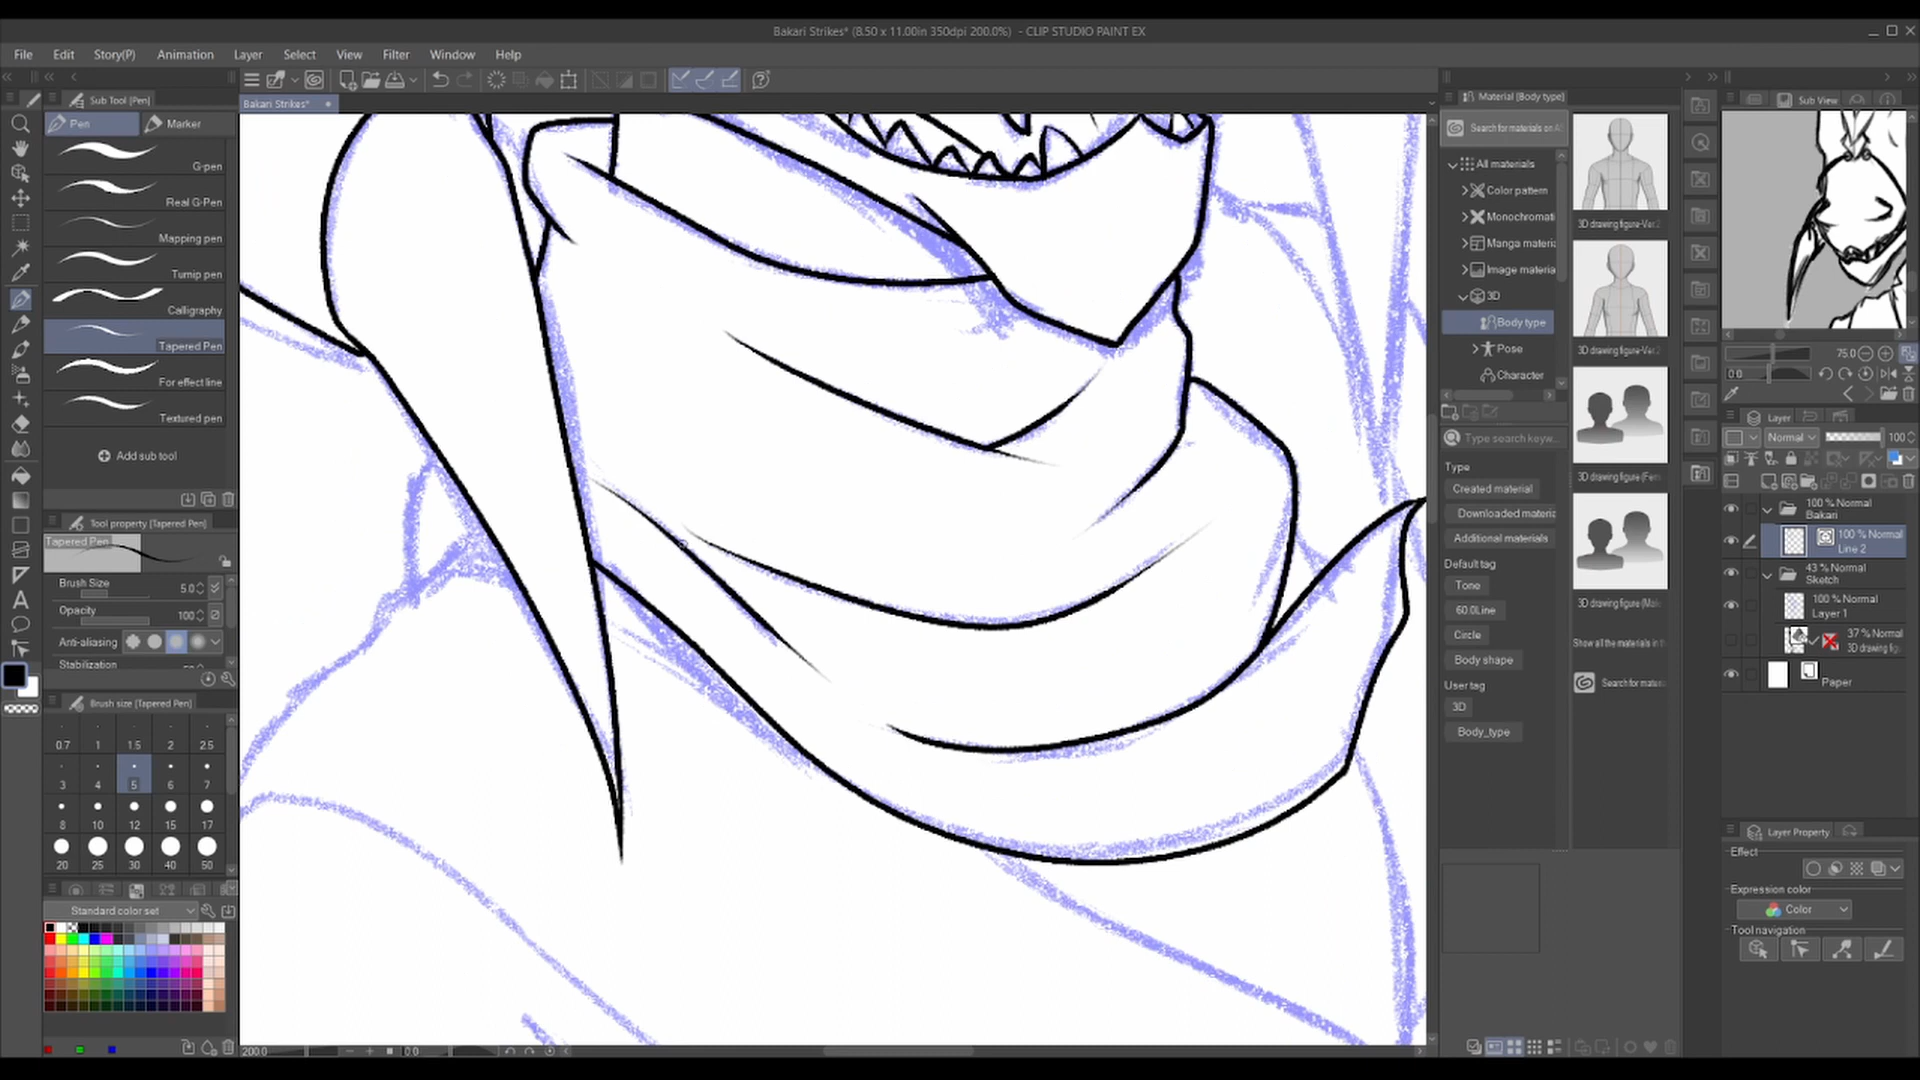 Bakari Strikes* (8.50 x 11.00in 350dpi 200.0%) - CLIP STUDIO PAINT EX
File Edit Story(P) Animation Layer Select View Filter Window Help
Sub Tool [Pen]
Pen Marker
G-pen
Real G-Pen
Mapping pen
Turnip pen
Calligraphy
Tapered Pen
For effect line
Textured pen
Add sub tool
Tool property [Tapered Pen]
Tapered Pen
Brush Size 5.0
Opacity 100
Anti-aliasing
Stabilization
Brush size [Tapered Pen]
0.7 1 1.5 2 2.5
3 4 5 6 7
8 10 12 15 17
20 25 30 40 50
Standard color set
Bakari Strikes*
200.0 0.0
Material [Body type]
Search for materials on AS
All materials
Color pattern
Monochromati
Manga materia
Image materia
3D
Body type
Pose
Character
Type search keyw...
Type
Created material
Downloaded materia
Additional materials
Default tag
Tone
60.0Line
Circle
Body shape
User tag
3D
Body_type
3D drawing figure-Ver.2
3D drawing figure-Ver.2
3D drawing figure (Fem
3D drawing figure (Male
Show all the materials in th
Search for materia
Sub View
75.0
0.0
Layer
Normal 100
100 % Normal
Bakari
100 % Normal
Line 2
43 % Normal
Sketch
100 % Normal
Layer 1
37 % Normal
3D drawing fig
Paper
Layer Property
Effect
Expression color
Color
Tool navigation